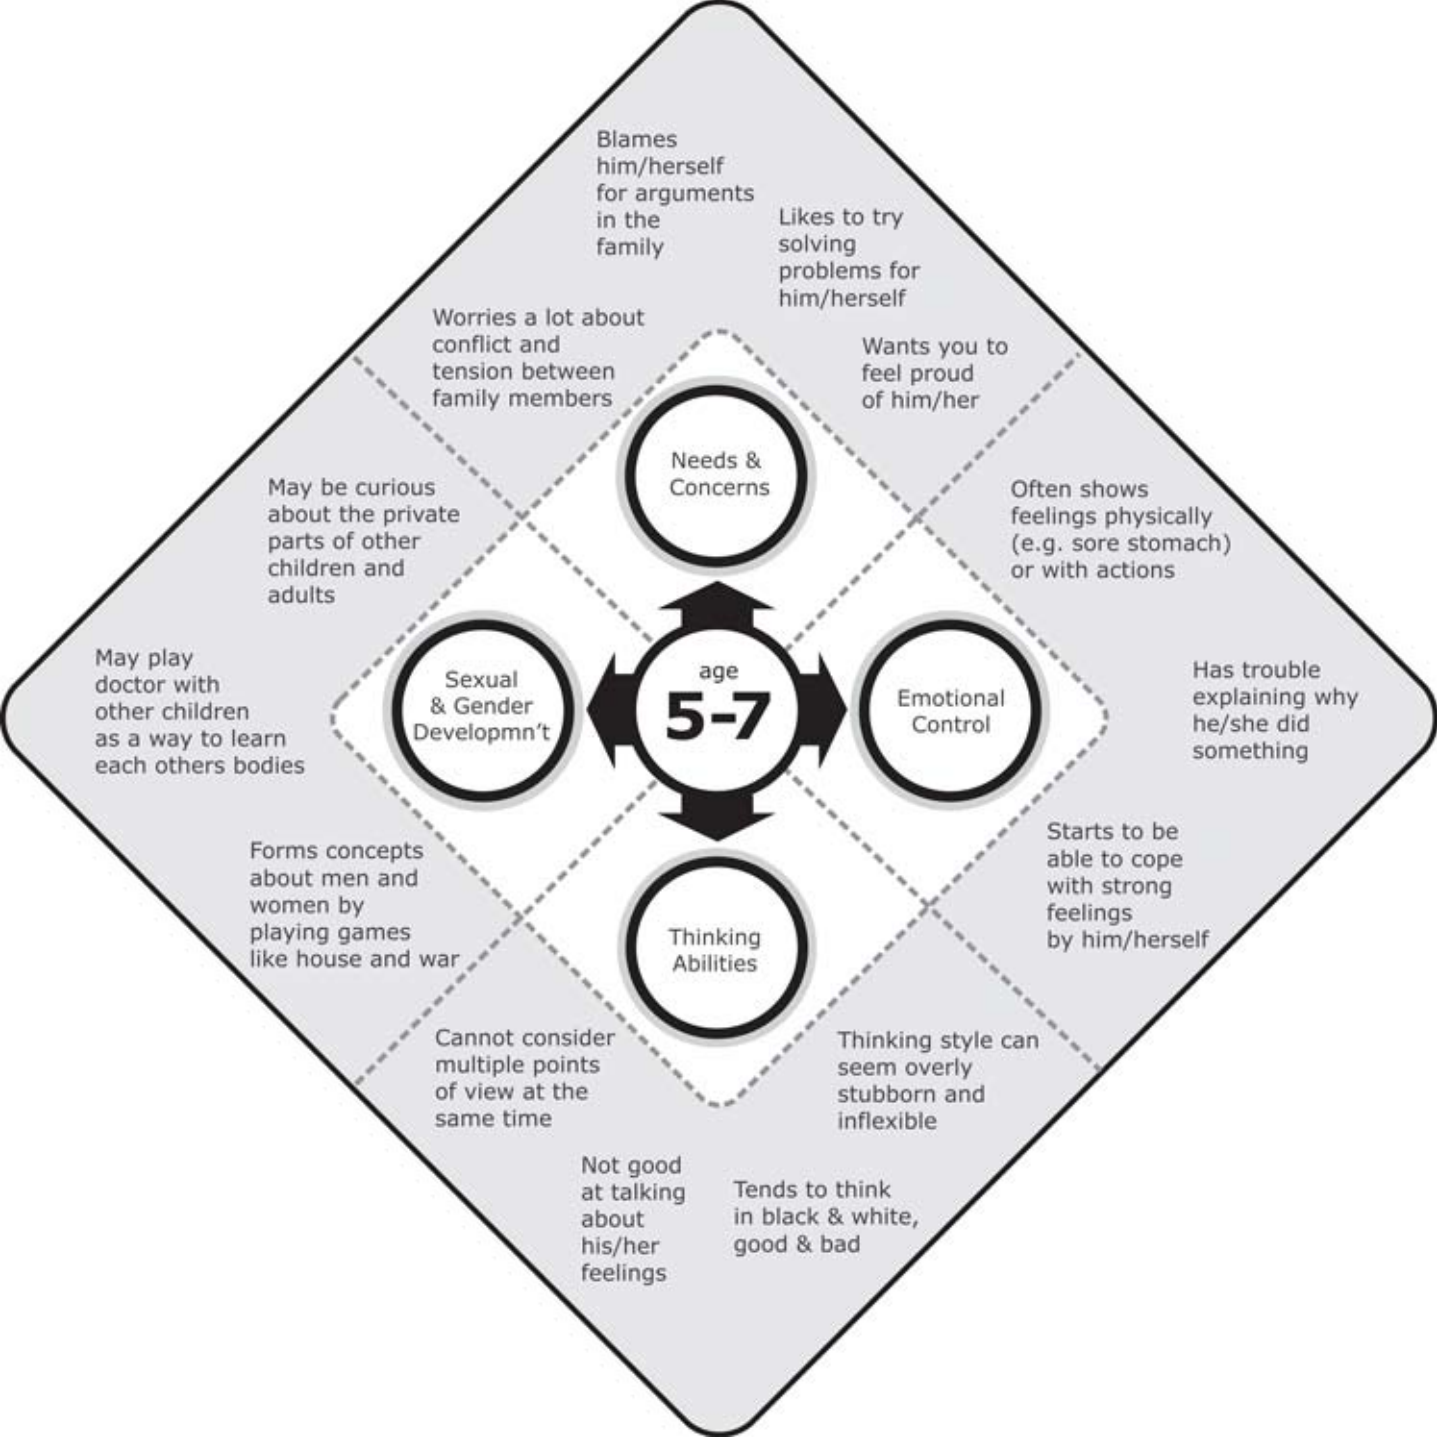 Blames
him/herself
for arguments
in the
family
Likes to try
solving
problems for
him/herself
Worries a lot about
conflict and
tension between
family members
Wants you to
feel proud
of him/her
Needs &
Concerns
May be curious
about the private
parts of other
children and
adults
Often shows
feelings physically
(e.g. sore stomach)
or with actions
May play
doctor with
other children
as a way to learn
each others bodies
Sexual
& Gender
Developmn't
age
5-7
Emotional
Control
Has trouble
explaining why
he/she did
something
Forms concepts
about men and
women by
playing games
like house and war
Starts to be
able to cope
with strong
feelings
by him/herself
Thinking
Abilities
Cannot consider
multiple points
of view at the
same time
Thinking style can
seem overly
stubborn and
inflexible
Not good
at talking
about
his/her
feelings
Tends to think
in black & white,
good & bad